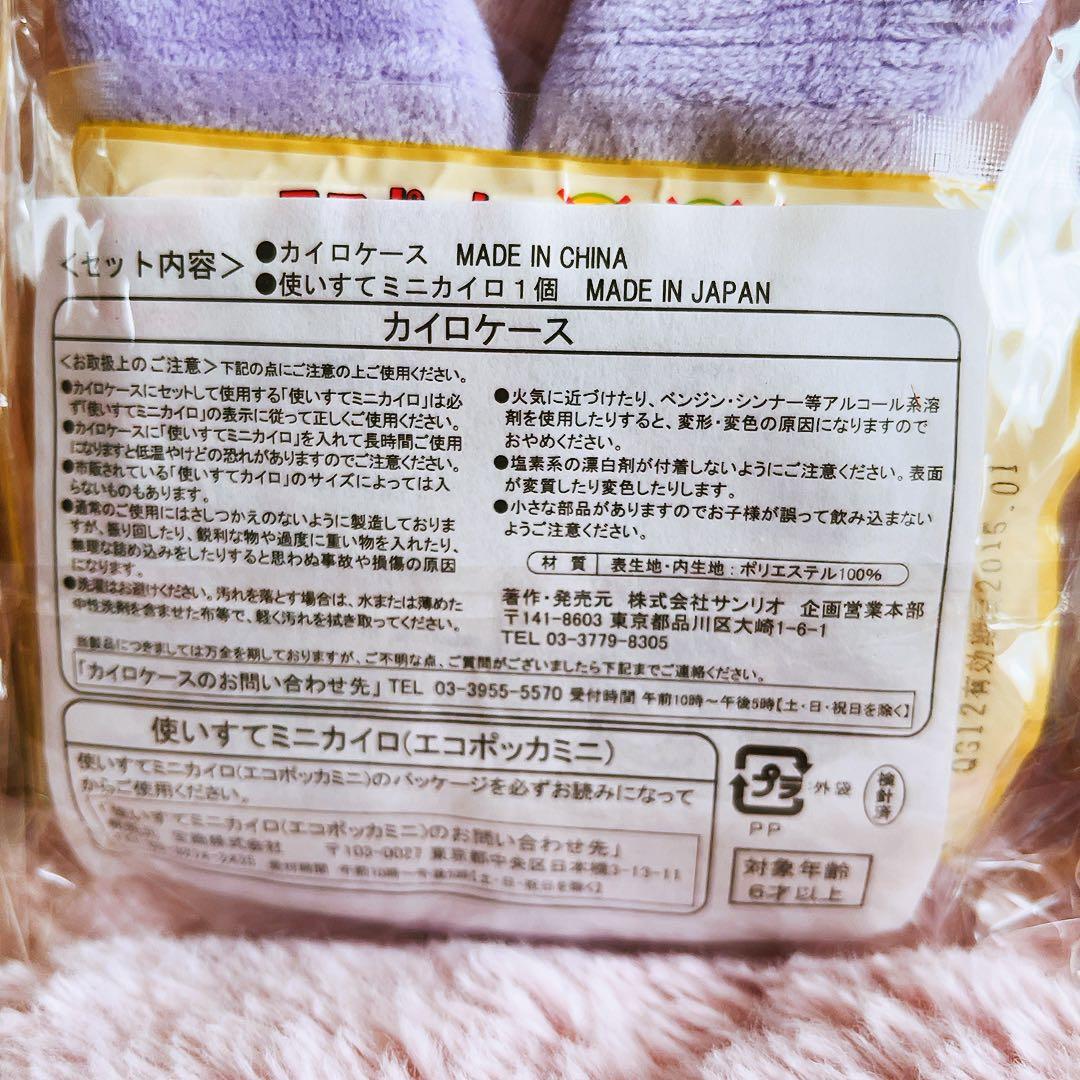 <セット内容>
●カイロケース MADE IN CHINA
●使いすてミニカイロ1個 MADE IN JAPAN
カイロケース
<お取扱上のご注意>下記の点にご注意の上ご使用ください。
●カイロケースにセットして使用する「使いすてミニカイロ」は必
ず「使いすてミニカイロ」の表示に従って正しくご使用ください。
●カイロケースに「使いすてミニカイロ」を入れて長時間ご使用
になりますと低温やけどの恐れがありますのでご注意ください。
●市販されている「使いすてカイロ」のサイズによっては入
らないものもあります。
●通常のご使用にはさしつかえのないように製造しておりま
すが、振り回したり、鋭利な物や過度に重い物を入れたり、
無理な詰め込みをしたりすると思わぬ事故や損傷の原因
になります。
●洗濯はお避けください。汚れを落とす場合は、水または薄めた
中性洗剤を含ませた布等で、軽く汚れを拭き取ってください。
●火気に近づけたり、ベンジン・シンナー等アルコール系溶
剤を使用したりすると、変形・変色の原因になりますので
おやめください。
●塩素系の漂白剤が付着しないようにご注意ください。表面
が変質したり変色したりします。
●小さな部品がありますのでお子様が誤って飲み込まない
ようご注意ください。
材質 表生地・内生地:ポリエステル100%
著作・発売元 株式会社サンリオ 企画営業本部
〒141-8603 東京都品川区大崎1-6-1
TEL 03-3779-8305
当製品につきましては万全を期しておりますが、ご不明な点、ご質問がございましたら下記までご連絡ください。
「カイロケースのお問い合わせ先」 TEL 03-3955-5570 受付時間 午前10時～午後5時【土・日・祝日を除く】
使いすてミニカイロ(エコポッカミニ)
使いすてミニカイロ(エコポッカミニ)のパッケージを必ずお読みになって
からご使用ください。
「使いすてミニカイロ(エコポッカミニ)のお問い合わせ先」
〒103-0027 東京都中央区日本橋3-13-11
受付時間 午前10時～午後5時【土・日・祝日を除く】
プラ
外袋
PP
検針済
対象年齢
6才以上
2015.01